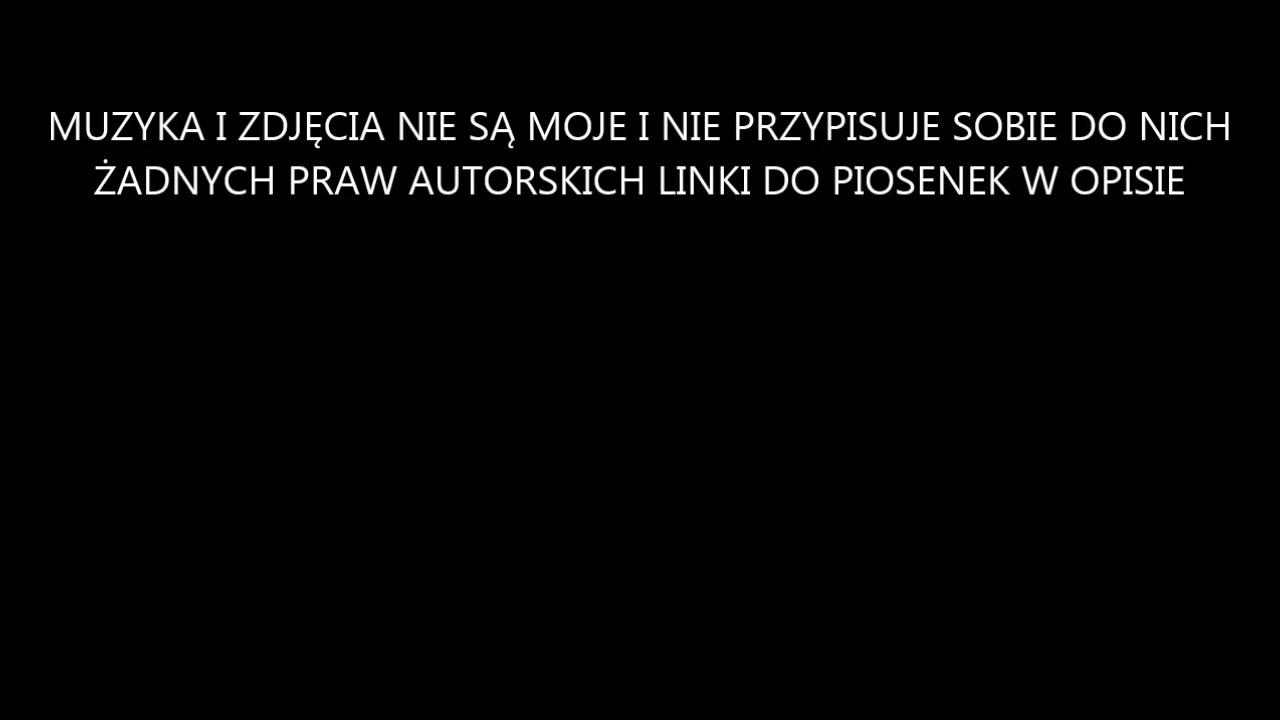 MUZYKA I ZDJĘCIA NIE SĄ MOJE I NIE PRZYPISUJE SOBIE DO NICH
ŻADNYCH PRAW AUTORSKICH LINKI DO PIOSENEK W OPISIE